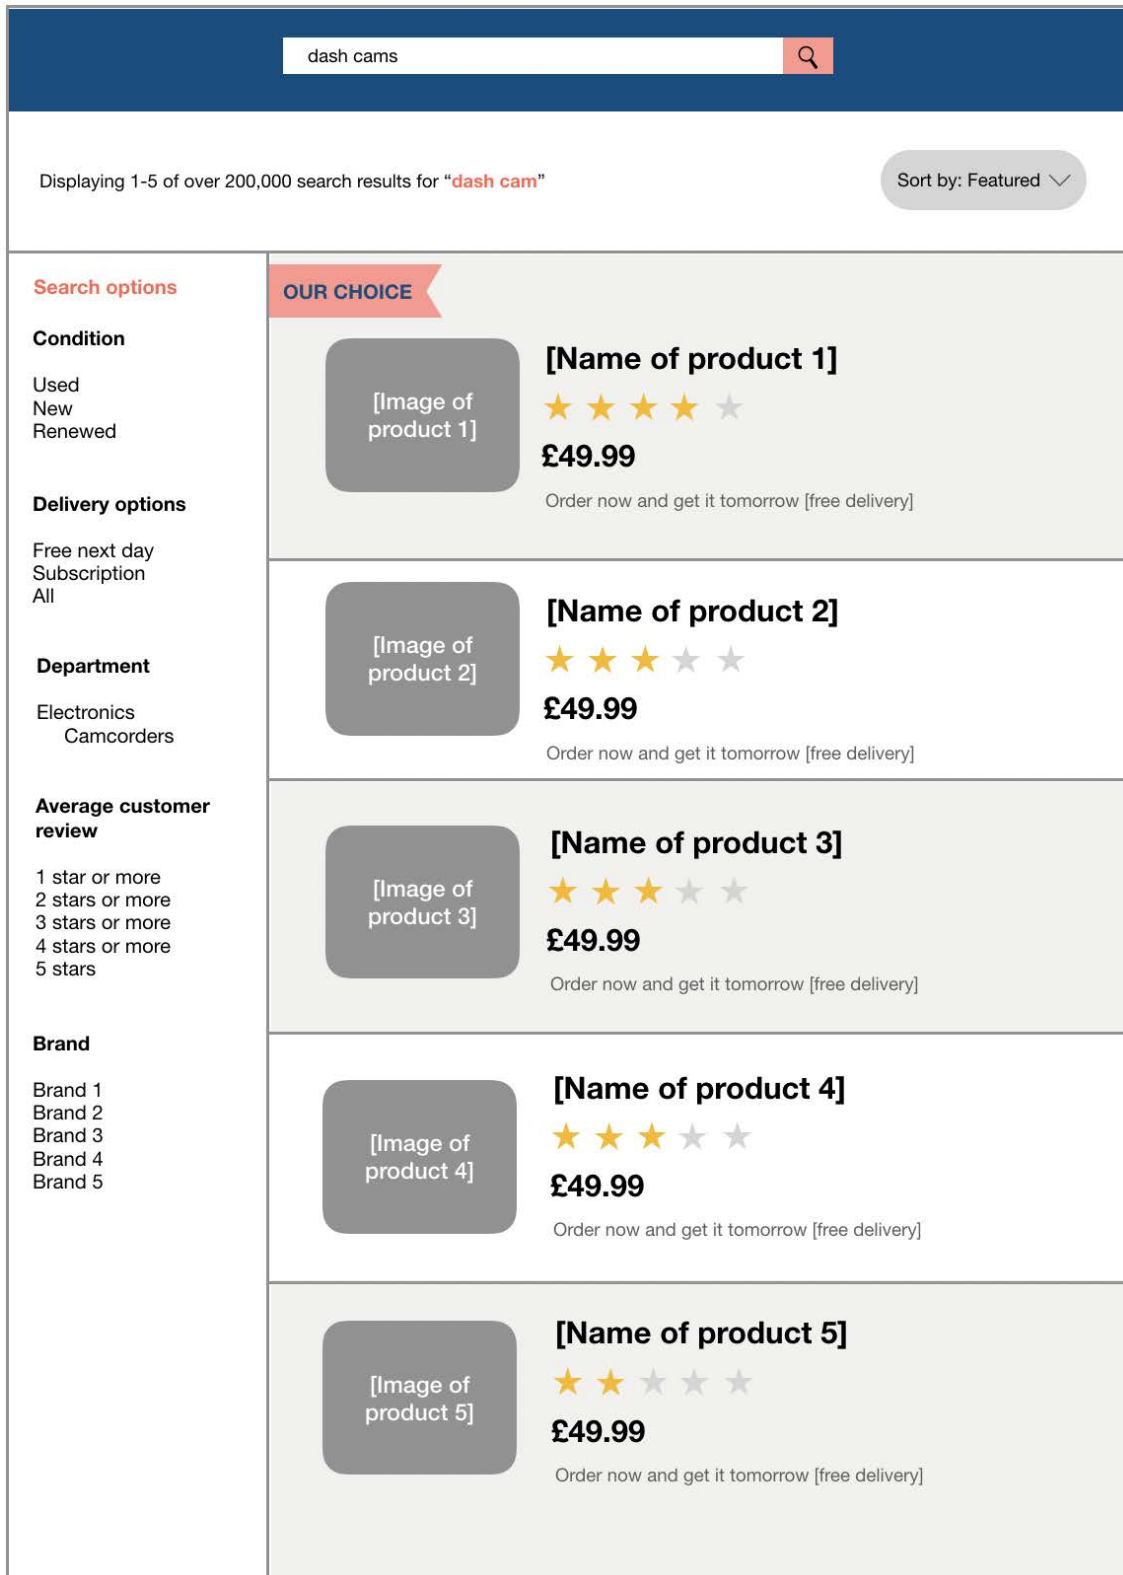 dash cams
Displaying 1-5 of over 200,000 search results for “dash cam”
Sort by: Featured
Search options
Condition
Used
New
Renewed
Delivery options
Free next day
Subscription
All
Department
Electronics
Camcorders
Average customer
review
1 star or more
2 stars or more
3 stars or more
4 stars or more
5 stars
Brand
Brand 1
Brand 2
Brand 3
Brand 4
Brand 5
OUR CHOICE
[Image of
product 1]
[Name of product 1]
£49.99
Order now and get it tomorrow [free delivery]
[Image of
product 2]
[Name of product 2]
£49.99
Order now and get it tomorrow [free delivery]
[Image of
product 3]
[Name of product 3]
£49.99
Order now and get it tomorrow [free delivery]
[Image of
product 4]
[Name of product 4]
£49.99
Order now and get it tomorrow [free delivery]
[Image of
product 5]
[Name of product 5]
£49.99
Order now and get it tomorrow [free delivery]